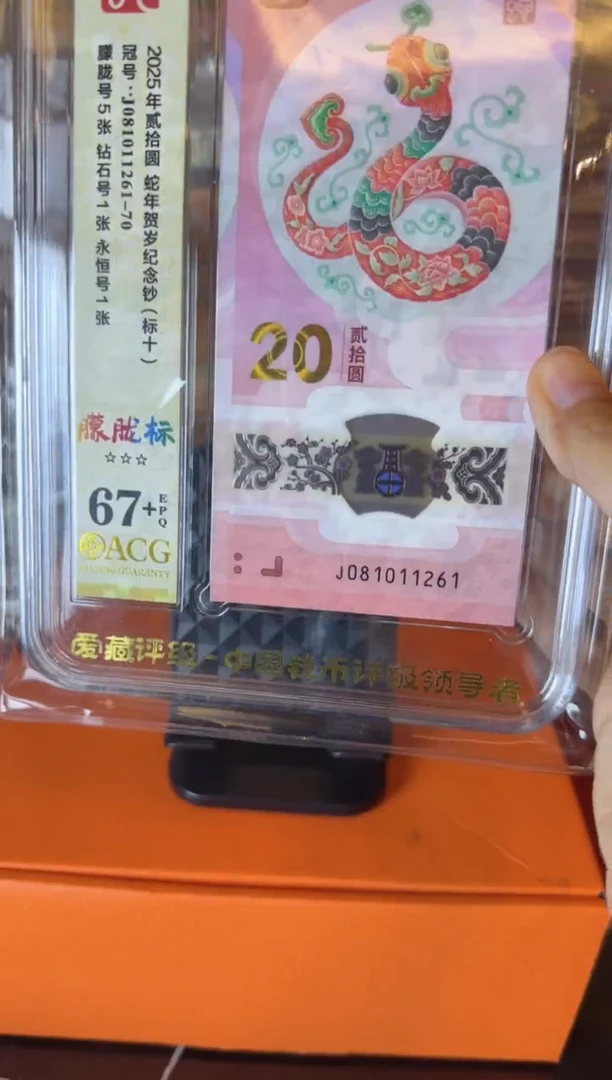 2025年贰拾圆 蛇年贺岁纪念钞（标十）
冠号：J081011261-70
朦胧号5张 钻石号1张 永恒号1张
朦胧标
☆☆☆
67+EPQ
ACG
20
贰拾圆
J081011261
爱藏评级-中国钱币评级领导者